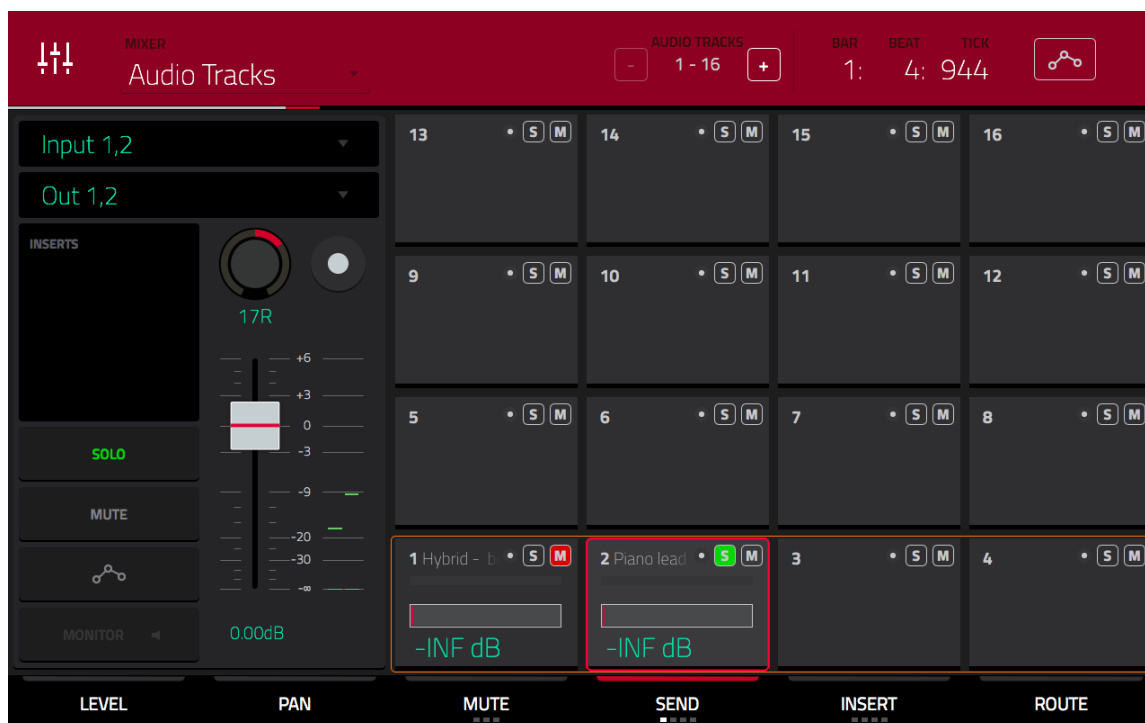 MIXER
Audio Tracks
AUDIO TRACKS
- 1 - 16 +
BAR BEAT TICK
1: 4: 944
Input 1,2
Out 1,2
INSERTS
17R
+6
+3
0
-3
-9
-20
-30
-∞
0.00dB
SOLO
MUTE
MONITOR
13 S M
14 S M
15 S M
16 S M
9 S M
10 S M
11 S M
12 S M
5 S M
6 S M
7 S M
8 S M
1 Hybrid - S M
-INF dB
2 Piano lead S M
-INF dB
3 S M
4 S M
LEVEL PAN MUTE SEND INSERT ROUTE